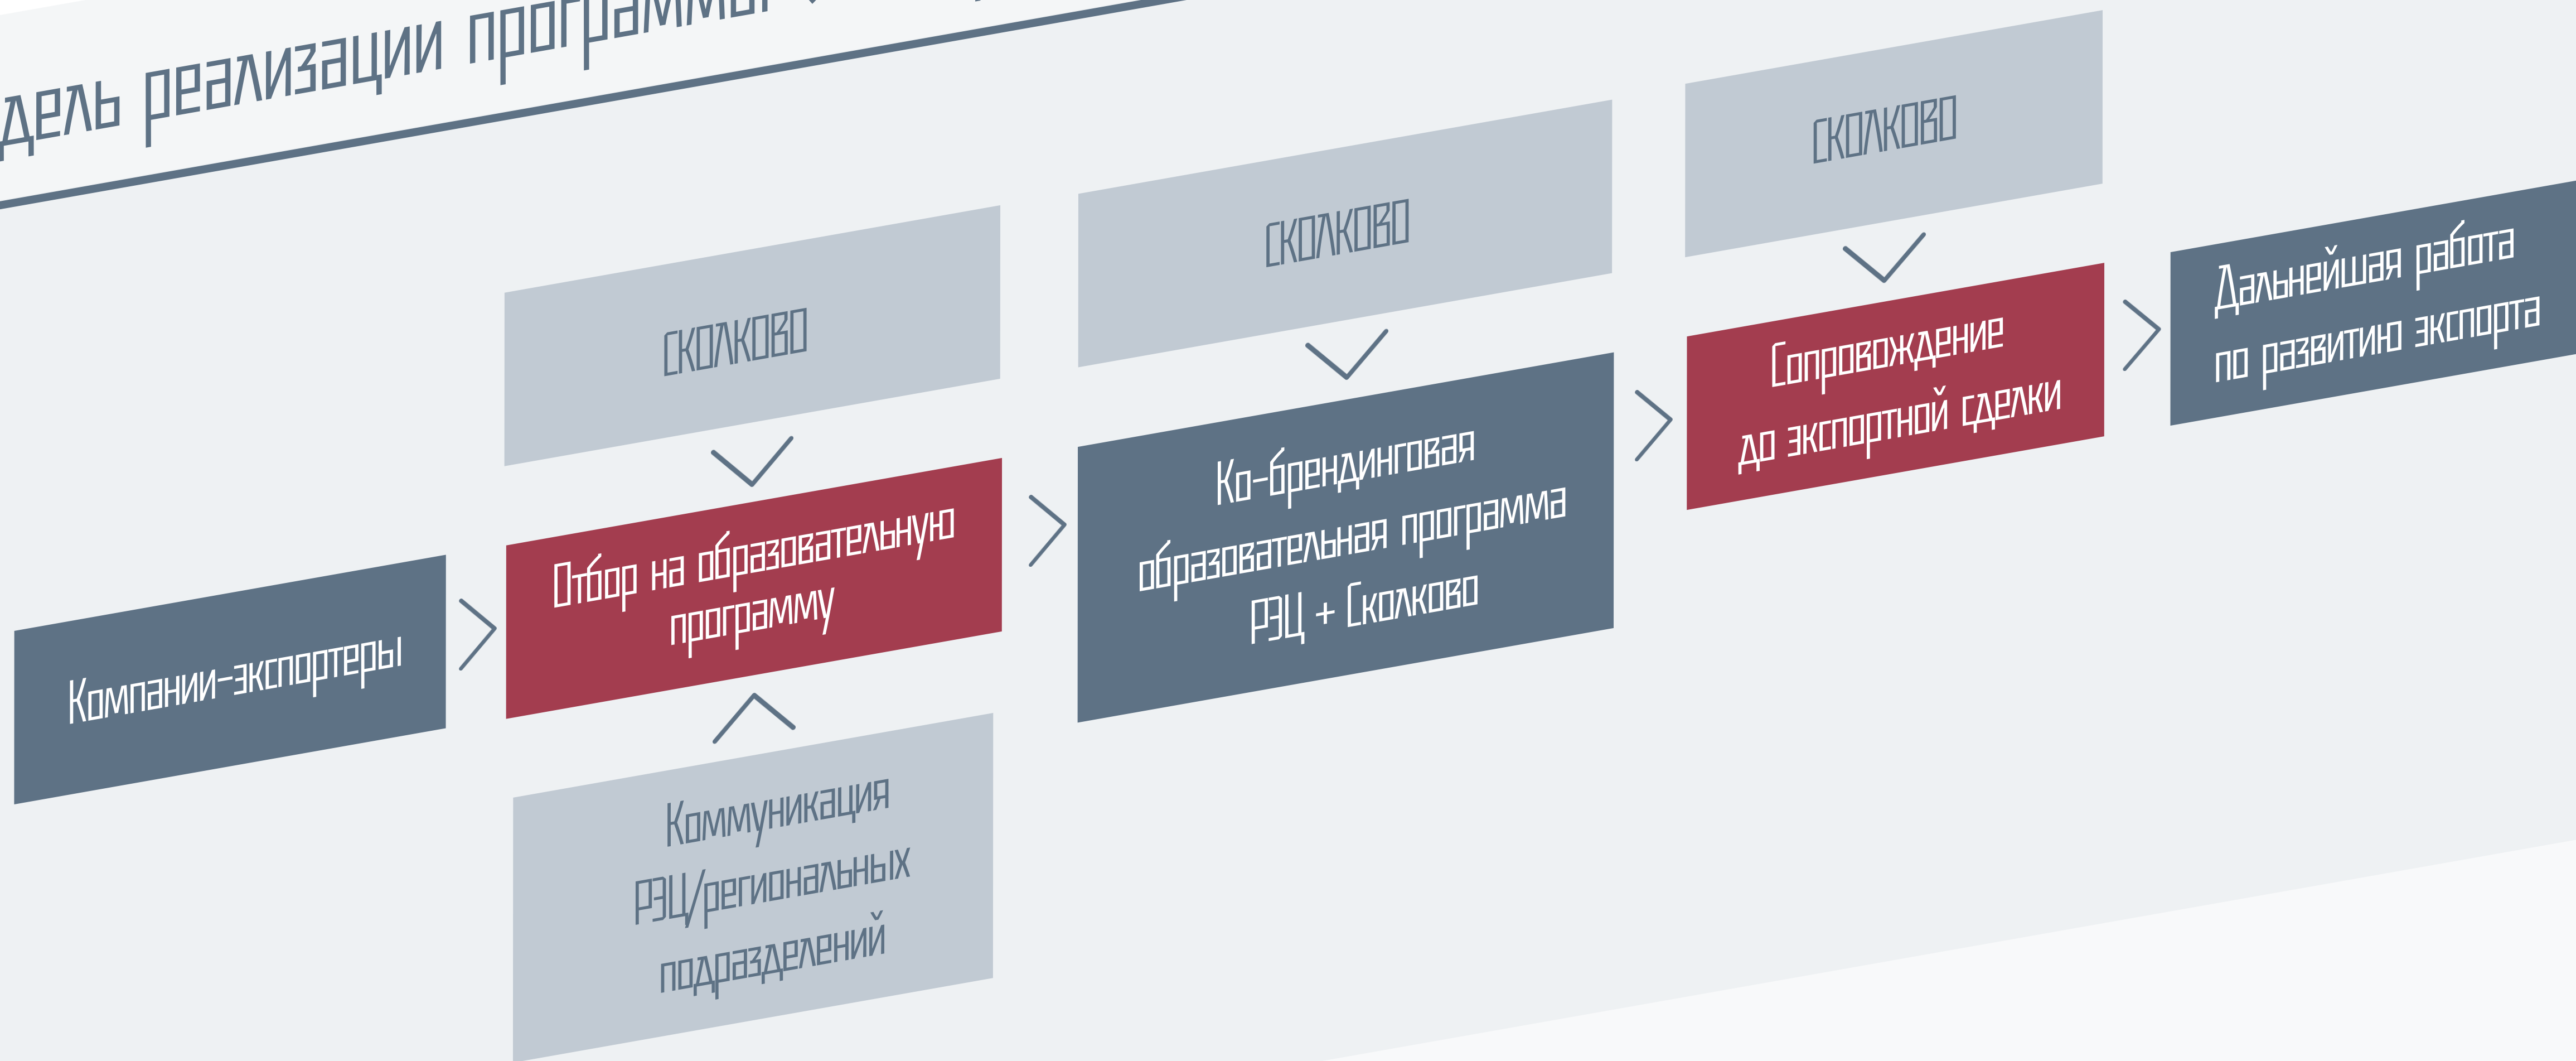 дель реализации программы
СКОЛКОВО
СКОЛКОВО
СКОЛКОВО
Компании-экспортеры
Отбор на образовательную
программу
Ко-брендинговая
образовательная программа
РЭЦ + Сколково
Сопровождение
до экспортной сделки
Дальнейшая работа
по развитию экспорта
Коммуникация
РЭЦ/региональных
подразделений